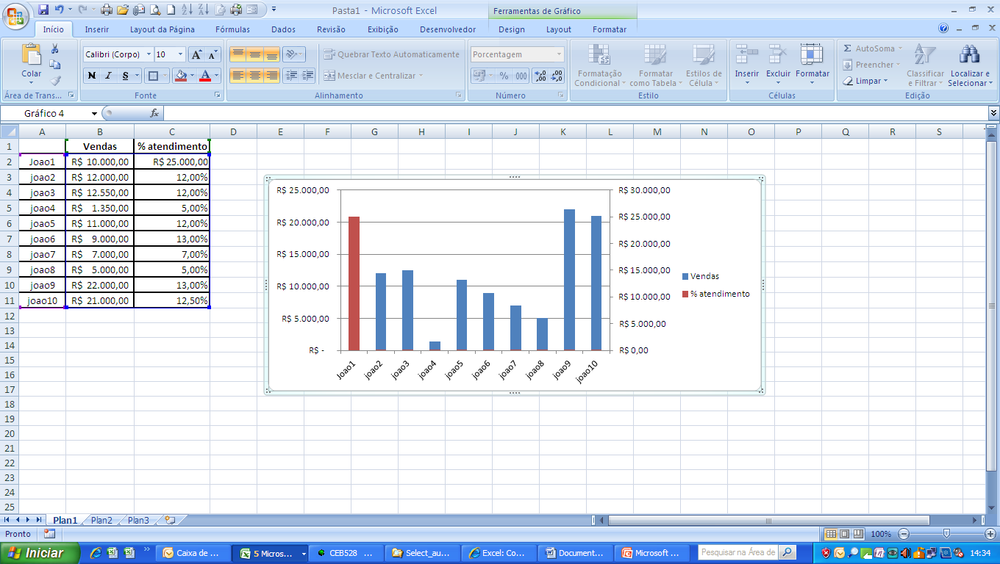 Pasta1 - Microsoft Excel
Ferramentas de Gráfico
Início Inserir Layout da Página Fórmulas Dados Revisão Exibição Desenvolvedor Design Layout Formatar
Colar
Área de Trans...
Calibri (Corpo) 10
N I S
Fonte
Quebrar Texto Automaticamente
Mesclar e Centralizar
Alinhamento
Porcentagem
% 000
Número
Formatação Condicional
Formatar como Tabela
Estilos de Célula
Estilo
Inserir Excluir Formatar
Células
Σ AutoSoma
Preencher
Limpar
Classificar e Filtrar
Localizar e Selecionar
Edição
Gráfico 4 fx
A B C D E F G H I J K L M N O P Q R S
1 Vendas % atendimento
2 Joao1 R$ 10.000,00 R$ 25.000,00
3 joao2 R$ 12.000,00 12,00%
4 joao3 R$ 12.550,00 12,00%
5 joao4 R$ 1.350,00 5,00%
6 joao5 R$ 11.000,00 12,00%
7 joao6 R$ 9.000,00 13,00%
8 joao7 R$ 7.000,00 7,00%
9 joao8 R$ 5.000,00 5,00%
10 joao9 R$ 22.000,00 13,00%
11 joao10 R$ 21.000,00 12,50%
12
13
14
15
16
17
18
19
20
21
22
23
24
25
R$ 25.000,00
R$ 20.000,00
R$ 15.000,00
R$ 10.000,00
R$ 5.000,00
R$ -
R$ 30.000,00
R$ 25.000,00
R$ 20.000,00
R$ 15.000,00
R$ 10.000,00
R$ 5.000,00
R$ 0,00
Joao1 joao2 joao3 joao4 joao5 joao6 joao7 joao8 joao9 joao10
Vendas
% atendimento
Plan1 Plan2 Plan3
Pronto
100%
Iniciar
Caixa de ...
5 Micros...
CEB528 ...
Select_au...
Excel: Co...
Document...
Microsoft ...
Pesquisar na Área de
14:34